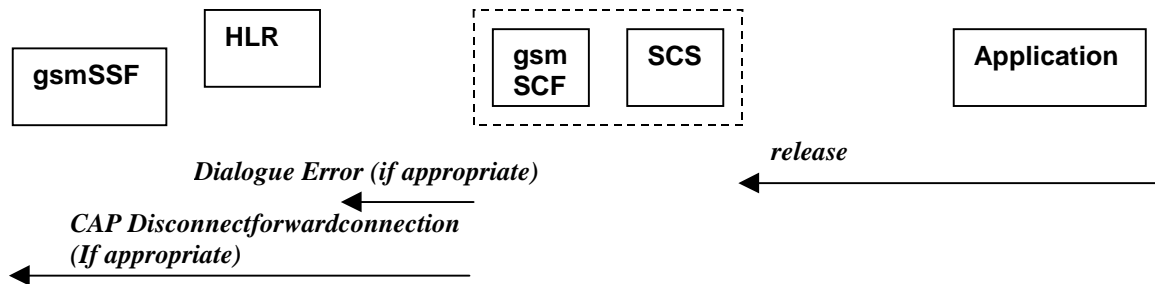 HLR
gsmSSF
gsm
SCF
SCS
Application
release
Dialogue Error (if appropriate)
CAP Disconnectforwardconnection
(If appropriate)